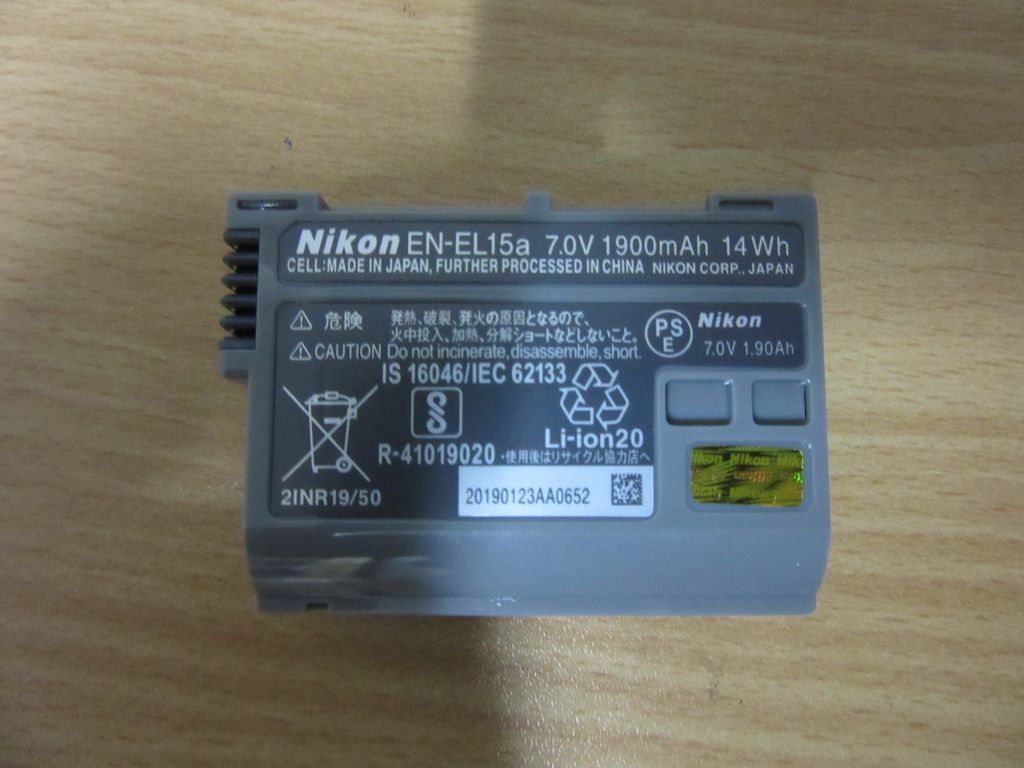 Nikon EN-EL15a 7.0V 1900mAh 14Wh
CELL:MADE IN JAPAN, FURTHER PROCESSED IN CHINA NIKON CORP., JAPAN
⚠危険 発熱、破裂、発火の原因となるので、
火中投入、加熱、分解ショートなどしないこと。
⚠CAUTION Do not incinerate, disassemble, short.
PS
E
Nikon
7.0V 1.90Ah
IS 16046/IEC 62133
R-41019020
Li-ion20
・使用後はリサイクル協力店へ
2INR19/50
20190123AA0652
Nikon Nikon Nik